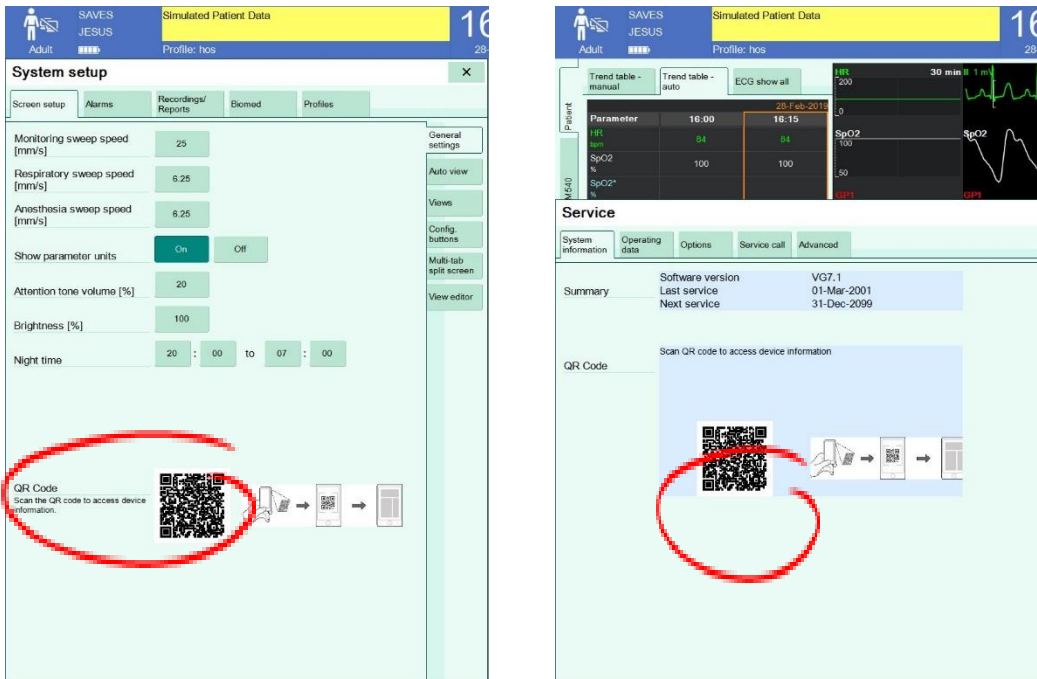 SAVES
JESUS
Adult
Simulated Patient Data
Profile: hos
16
28-
System setup
×
Screen setup
Alarms
Recordings/
Reports
Biomed
Profiles
Monitoring sweep speed
[mm/s]
25
Respiratory sweep speed
[mm/s]
6.25
Anesthesia sweep speed
[mm/s]
6.25
Show parameter units
On
Off
Attention tone volume [%]
20
Brightness [%]
100
Night time
20 : 00 to 07 : 00
General
settings
Auto view
Views
Config.
buttons
Multi-tab
split screen
View editor
QR Code
Scan the QR code to access device
information.
SAVES
JESUS
Adult
Simulated Patient Data
Profile: hos
16
28-
Patient
M540
Trend table -
manual
Trend table -
auto
ECG show all
28-Feb-2019
Parameter 16:00 16:15
HR
bpm
84 84
SpO2
%
100 100
SpO2*
%
HR 30 min
200
0
SpO2
100
50
GP1
II 1 mV
SpO2
GP1
Service
System
information
Operating
data
Options
Service call
Advanced
Summary
Software version VG7.1
Last service 01-Mar-2001
Next service 31-Dec-2099
QR Code
Scan QR code to access device information